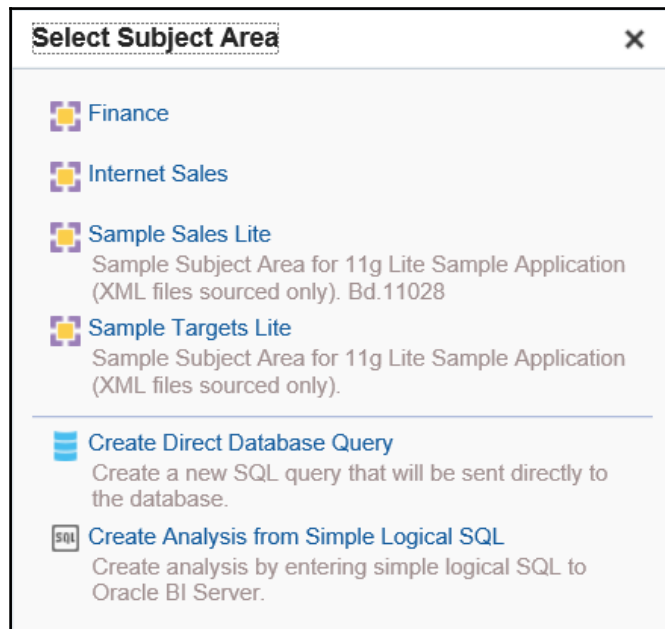 Select Subject Area
Finance
Internet Sales
Sample Sales Lite
Sample Subject Area for 11g Lite Sample Application
(XML files sourced only). Bd.11028
Sample Targets Lite
Sample Subject Area for 11g Lite Sample Application
(XML files sourced only).
Create Direct Database Query
Create a new SQL query that will be sent directly to
the database.
SQL Create Analysis from Simple Logical SQL
Create analysis by entering simple logical SQL to
Oracle BI Server.